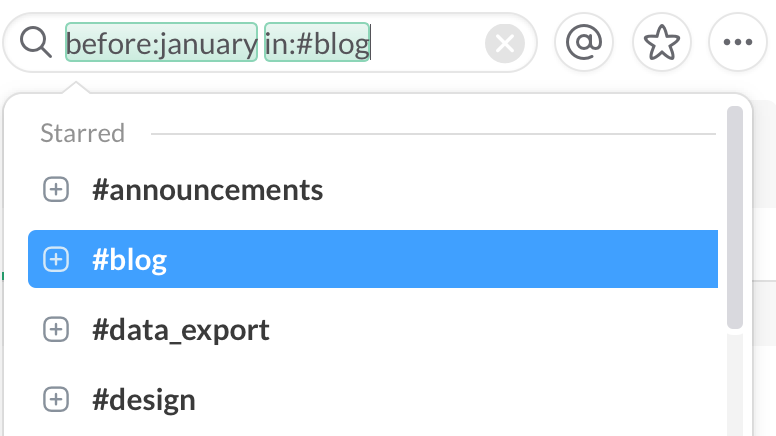 before:january in:#blog
Starred
#announcements
#blog
#data_export
#design